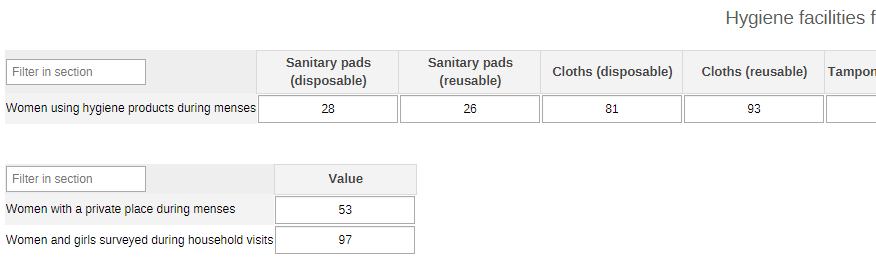 Hygiene facilities f
Filter in section
Sanitary pads
(disposable)
Sanitary pads
(reusable)
Cloths (disposable)
Cloths (reusable)
Tampon
Women using hygiene products during menses
28
26
81
93
Filter in section
Value
Women with a private place during menses
53
Women and girls surveyed during household visits
97